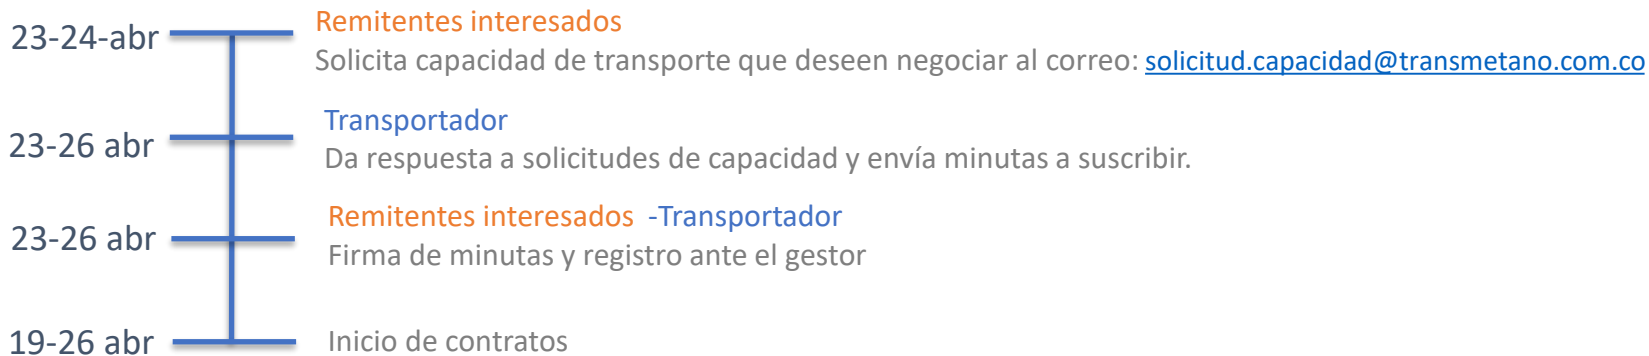 23-24-abr
Remitentes interesados
Solicita capacidad de transporte que deseen negociar al correo: solicitud.capacidad@transmetano.com.co
23-26 abr
Transportador
Da respuesta a solicitudes de capacidad y envía minutas a suscribir.
23-26 abr
Remitentes interesados -Transportador
Firma de minutas y registro ante el gestor
19-26 abr
Inicio de contratos